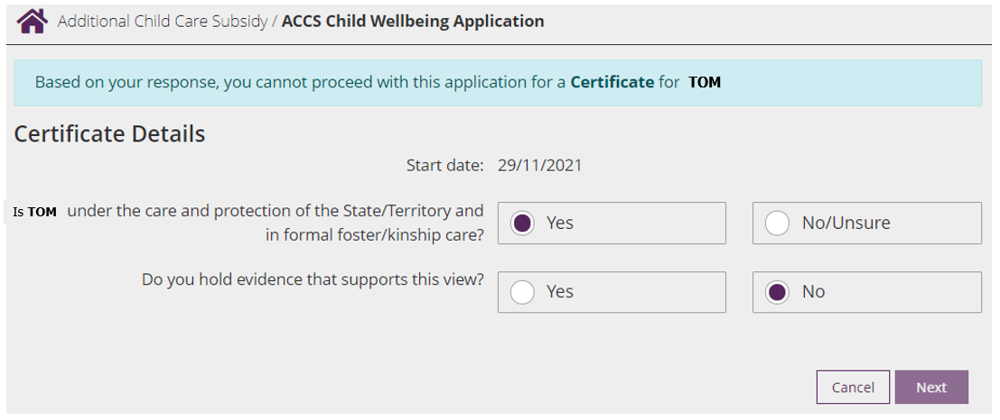 Additional Child Care Subsidy / ACCS Child Wellbeing Application
Based on your response, you cannot proceed with this application for a Certificate for TOM
Certificate Details
Start date: 29/11/2021
Is TOM under the care and protection of the State/Territory and
in formal foster/kinship care?
Yes
No/Unsure
Do you hold evidence that supports this view?
Yes
No
Cancel
Next